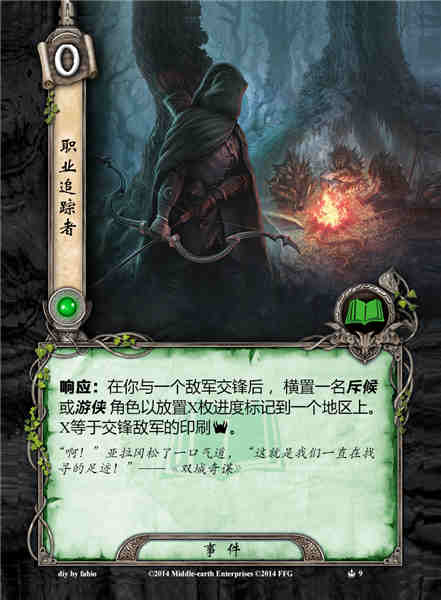 0
职业追踪者
响应：在你与一个敌军交锋后，横置一名斥候
或游侠 角色以放置X枚进度标记到一个地区上。
X等于交锋敌军的印刷。
“啊！”亚拉冈松了一口气道，“这就是我们一直在找
寻的足迹！”——《双城奇谋》
事件
diy by fabio ©2014 Middle-earth Enterprises ©2014 FFG 9